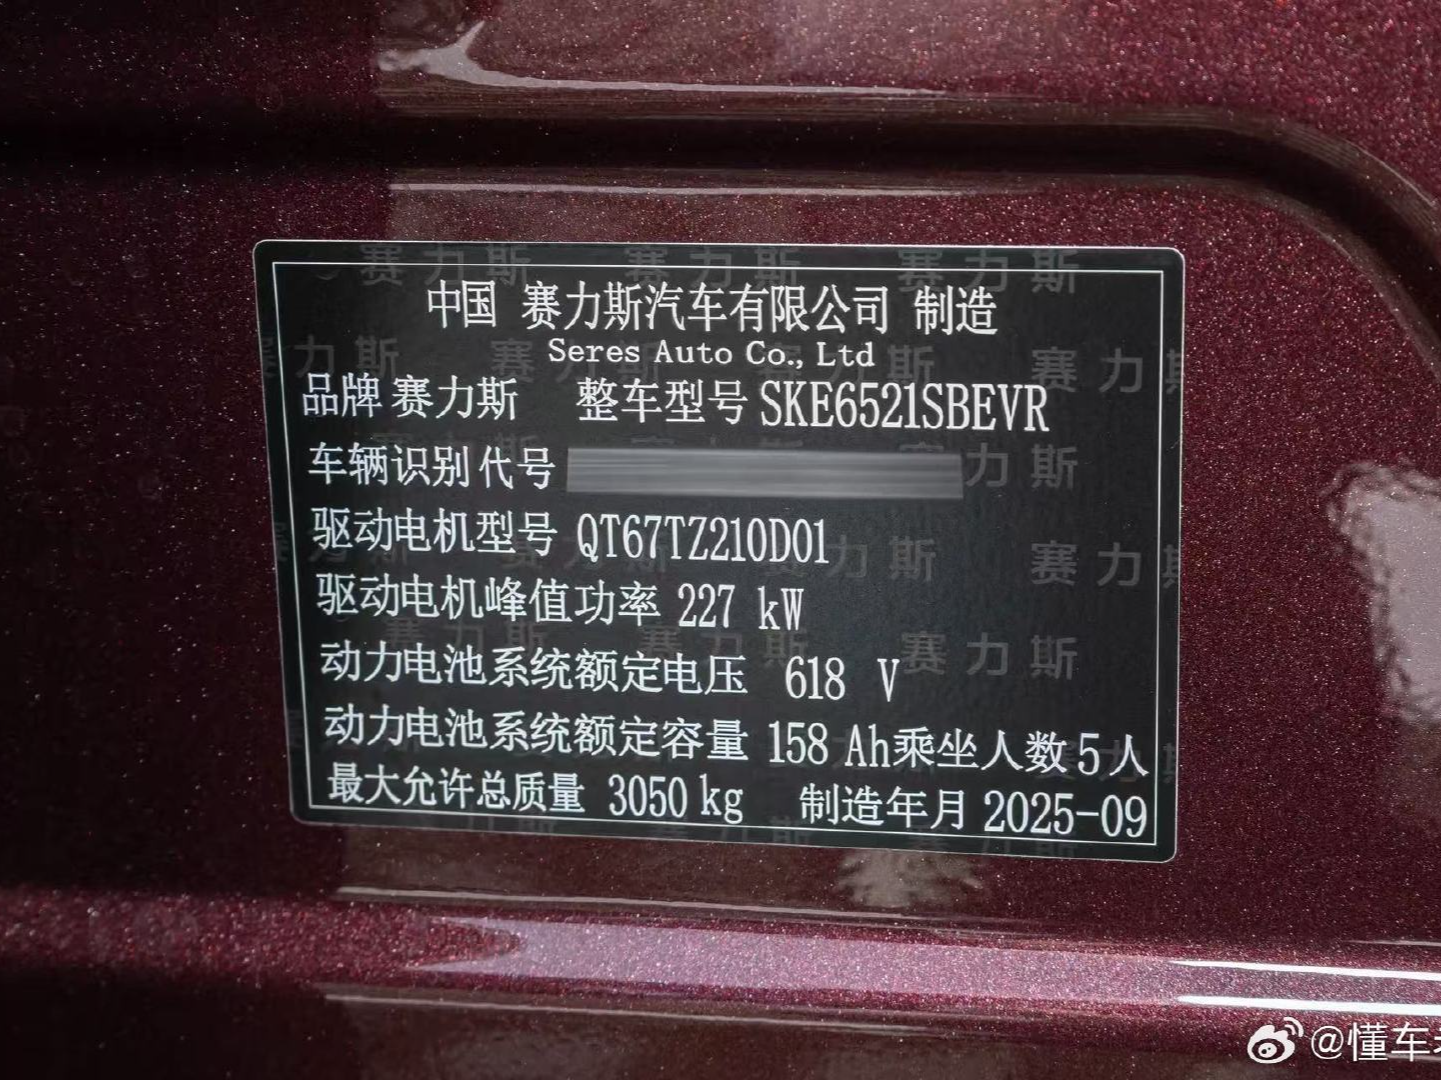 中国 赛力斯汽车有限公司 制造
Seres Auto Co., Ltd
品牌 赛力斯 整车型号 SKE6521SBEVR
车辆识别代号
驱动电机型号 QT67TZ210D01
驱动电机峰值功率 227 kW
动力电池系统额定电压 618 V
动力电池系统额定容量 158 Ah 乘坐人数 5 人
最大允许总质量 3050 kg 制造年月 2025-09
@懂车